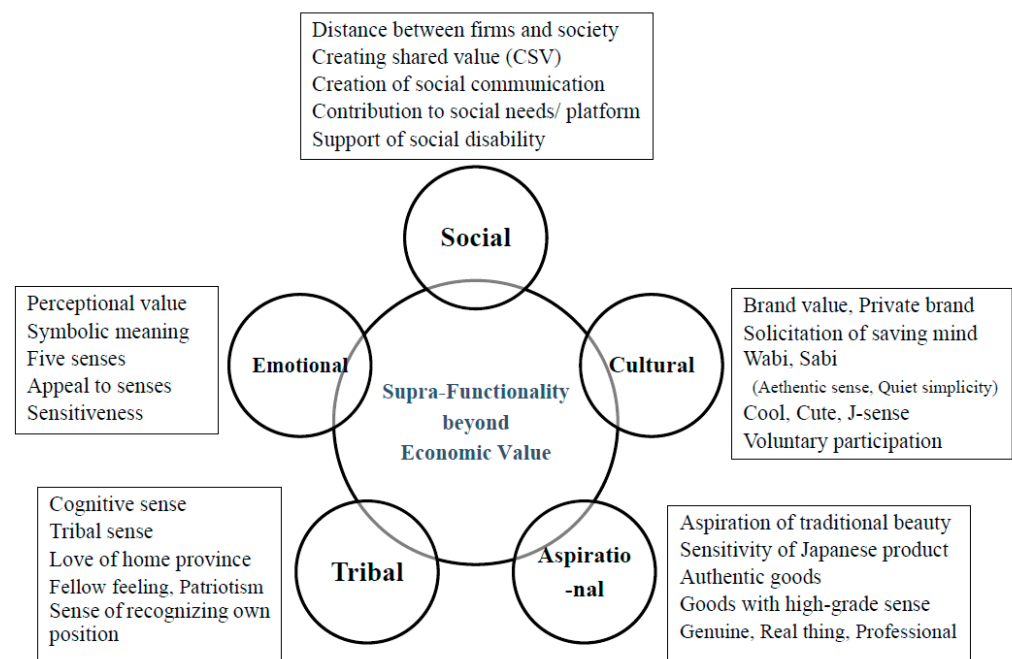 Distance between firms and society
Creating shared value (CSV)
Creation of social communication
Contribution to social needs/ platform
Support of social disability
Social
Perceptional value
Symbolic meaning
Five senses
Appeal to senses
Sensitiveness
Emotional
Supra-Functionality
beyond
Economic Value
Cultural
Brand value, Private brand
Solicitation of saving mind
Wabi, Sabi
(Aethentic sense, Quiet simplicity)
Cool, Cute, J-sense
Voluntary participation
Cognitive sense
Tribal sense
Love of home province
Fellow feeling, Patriotism
Sense of recognizing own
position
Tribal
Aspiratio
-nal
Aspiration of traditional beauty
Sensitivity of Japanese product
Authentic goods
Goods with high-grade sense
Genuine, Real thing, Professional